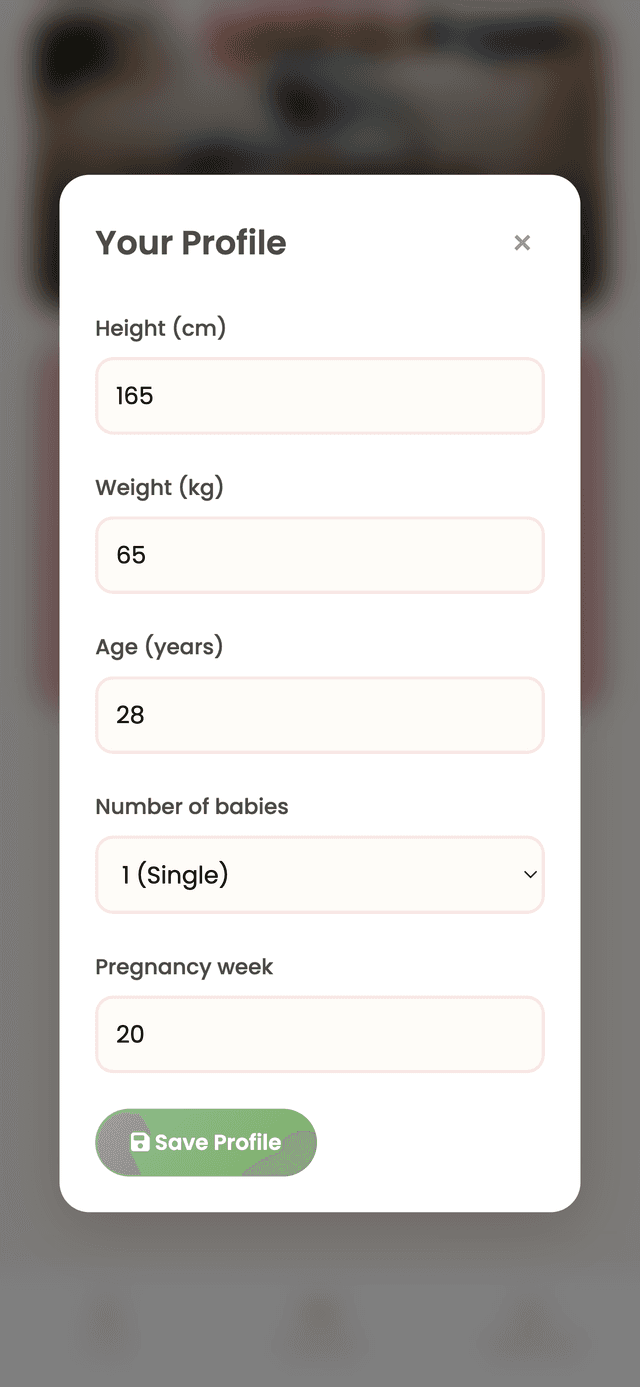 Your Profile
Height (cm)
165
Weight (kg)
65
Age (years)
28
Number of babies
1 (Single)
Pregnancy week
20
Save Profile